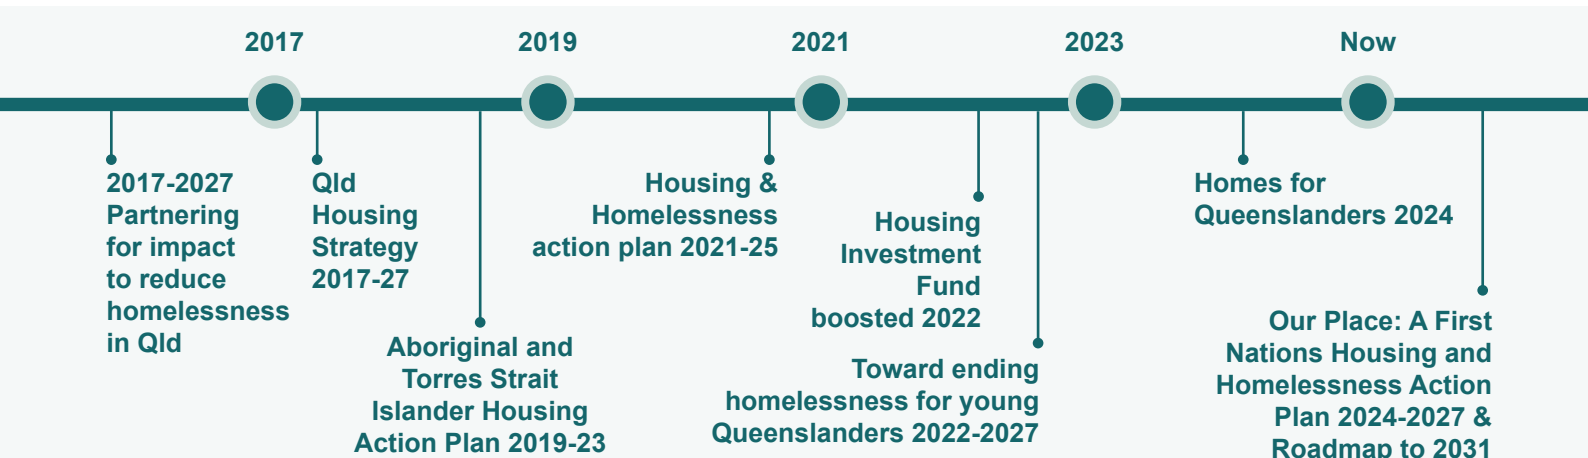 2017
2019
2021
2023
Now
2017-2027
Partnering
for impact
to reduce
homelessness
in Qld
Qld
Housing
Strategy
2017-27
Aboriginal and
Torres Strait
Islander Housing
Action Plan 2019-23
Housing &
Homelessness
action plan 2021-25
Housing
Investment
Fund
boosted 2022
Toward ending
homelessness for young
Queenslanders 2022-2027
Homes for
Queenslanders 2024
Our Place: A First
Nations Housing and
Homelessness Action
Plan 2024-2027 &
Roadmap to 2031